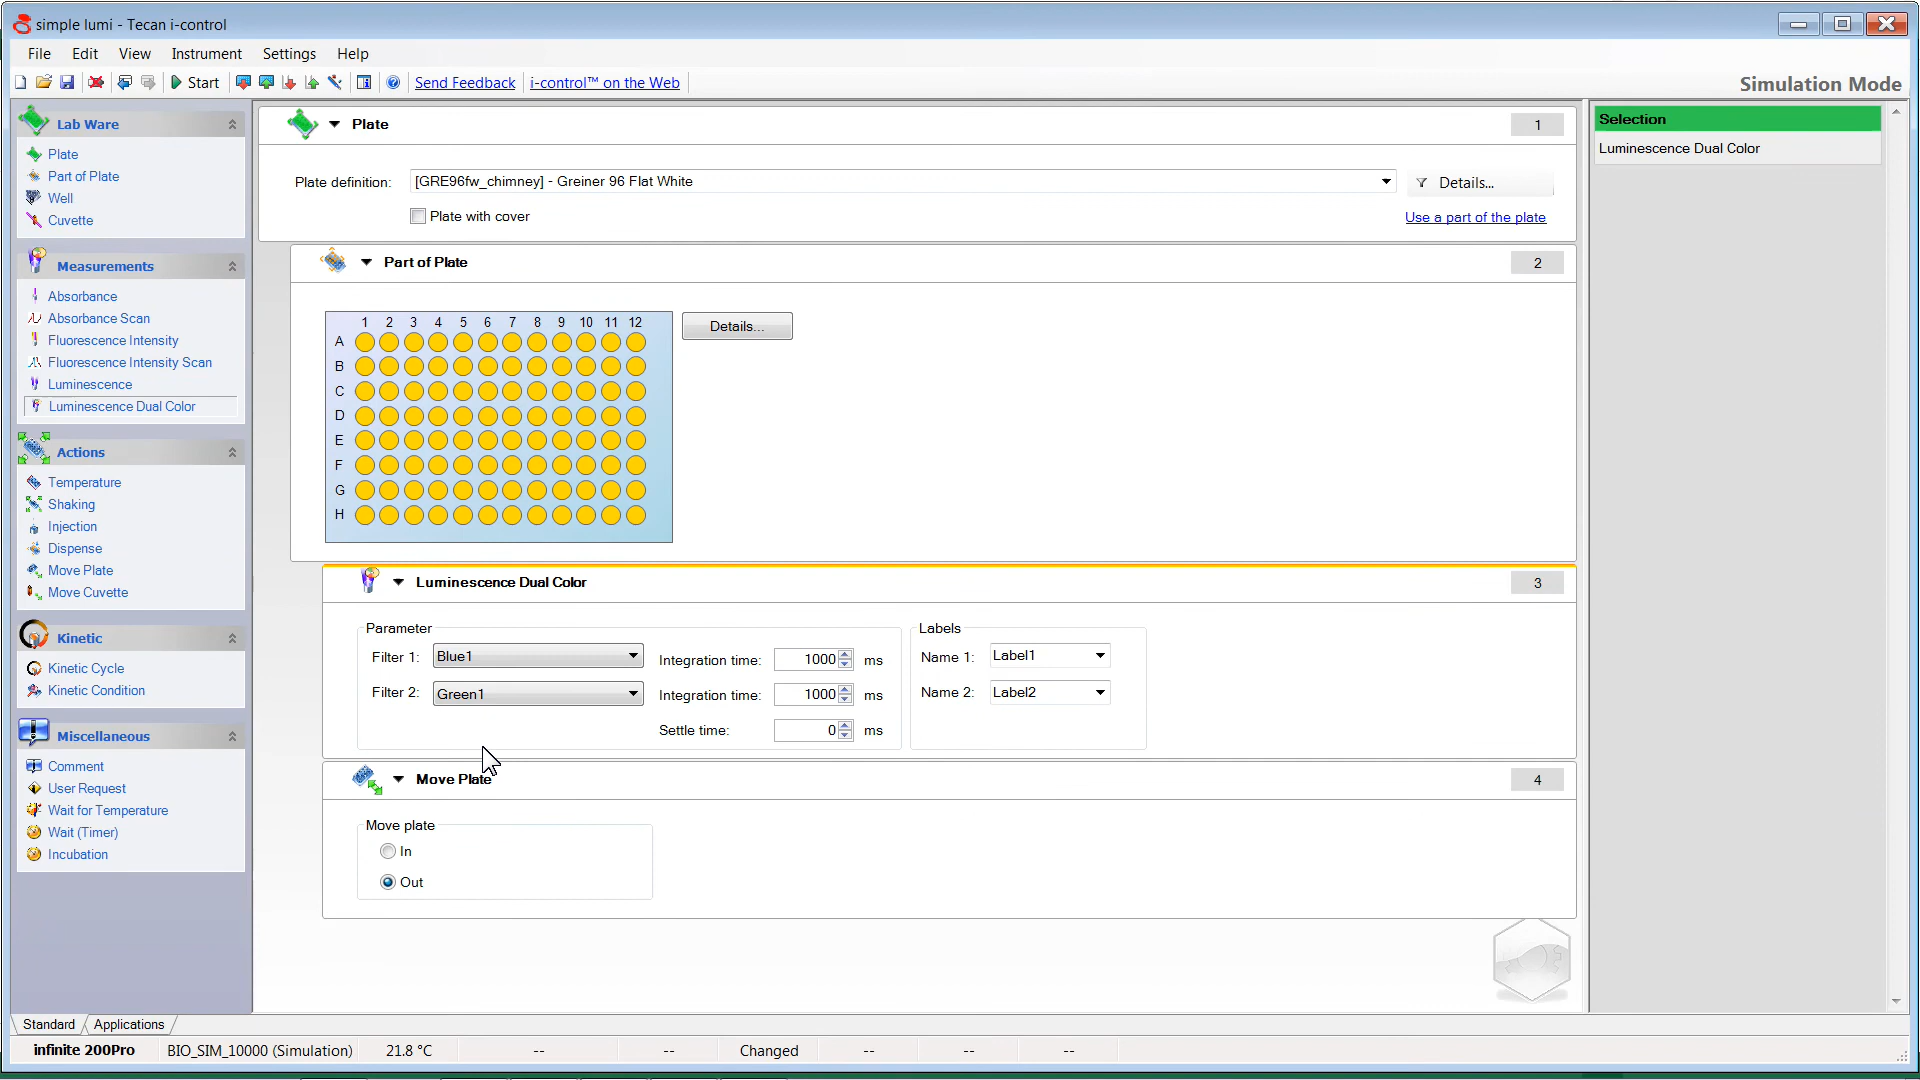 simple lumi - Tecan i-control
File Edit View Instrument Settings Help
Start Send Feedback i-control™ on the Web Simulation Mode
Lab Ware
Plate
Part of Plate
Well
Cuvette
Measurements
Absorbance
Absorbance Scan
Fluorescence Intensity
Fluorescence Intensity Scan
Luminescence
Luminescence Dual Color
Actions
Temperature
Shaking
Injection
Dispense
Move Plate
Move Cuvette
Kinetic
Kinetic Cycle
Kinetic Condition
Miscellaneous
Comment
User Request
Wait for Temperature
Wait (Timer)
Incubation
Plate 1
Plate definition: [GRE96fw_chimney] - Greiner 96 Flat White Details...
Plate with cover Use a part of the plate
Part of Plate 2
1 2 3 4 5 6 7 8 9 10 11 12
Details...
A
B
C
D
E
F
G
H
Luminescence Dual Color 3
Parameter
Filter 1: Blue1 Integration time: 1000 ms
Filter 2: Green1 Integration time: 1000 ms
Settle time: 0 ms
Labels
Name 1: Label1
Name 2: Label2
Move Plate 4
Move plate
In
Out
Selection
Luminescence Dual Color
Standard Applications
infinite 200Pro BIO_SIM_10000 (Simulation) 21.8 °C -- -- Changed -- -- --